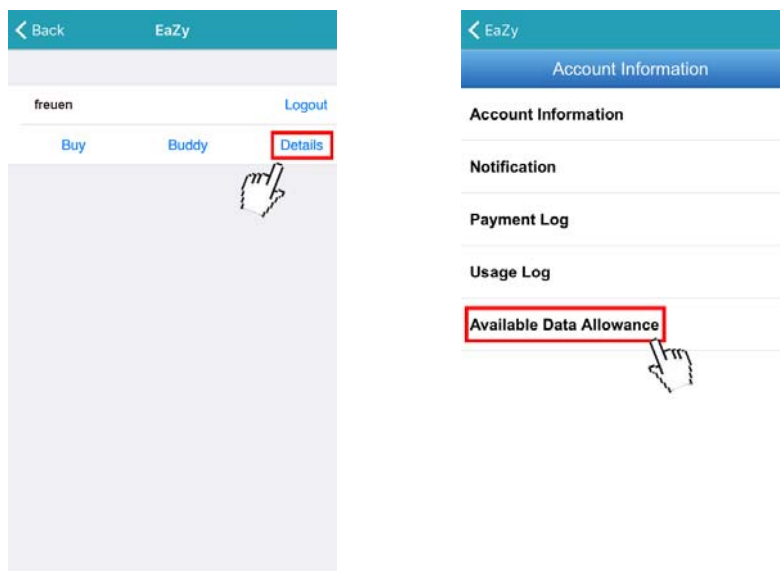 Back EaZy
freuen Logout
Buy Buddy Details
EaZy
Account Information
Account Information
Notification
Payment Log
Usage Log
Available Data Allowance